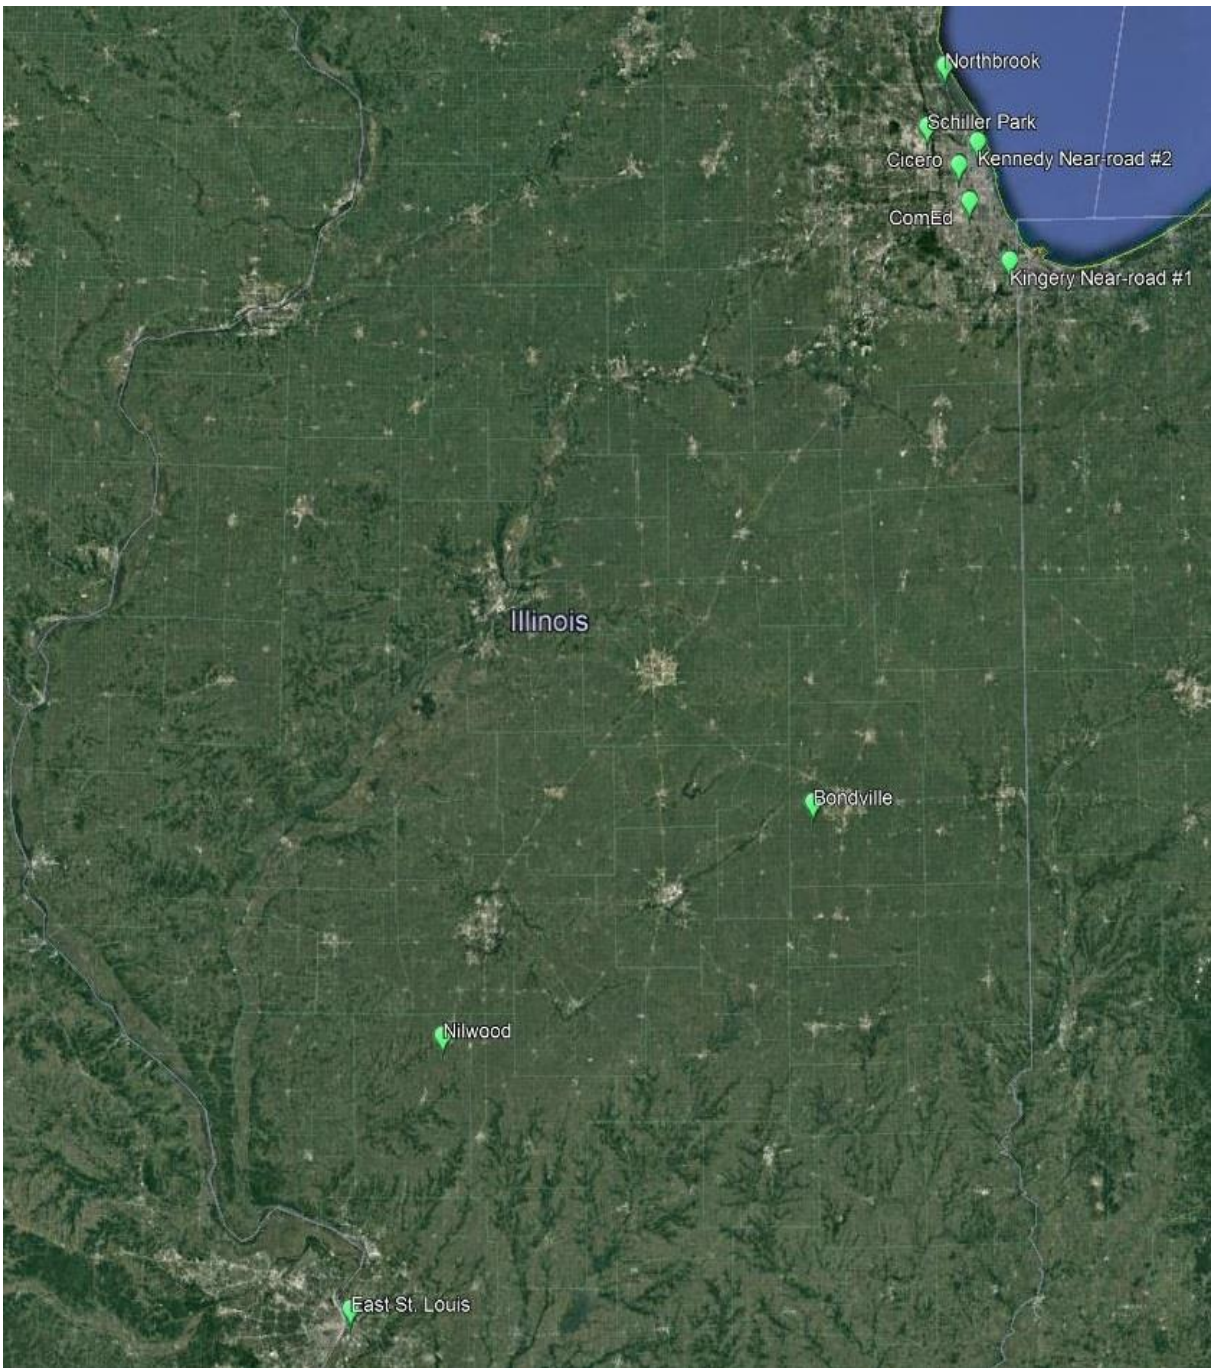 Northbrook
Schiller Park
Cicero
Kennedy Near-road #2
ComEd
Kingery Near-road #1
Illinois
Bondville
Nilwood
East St. Louis